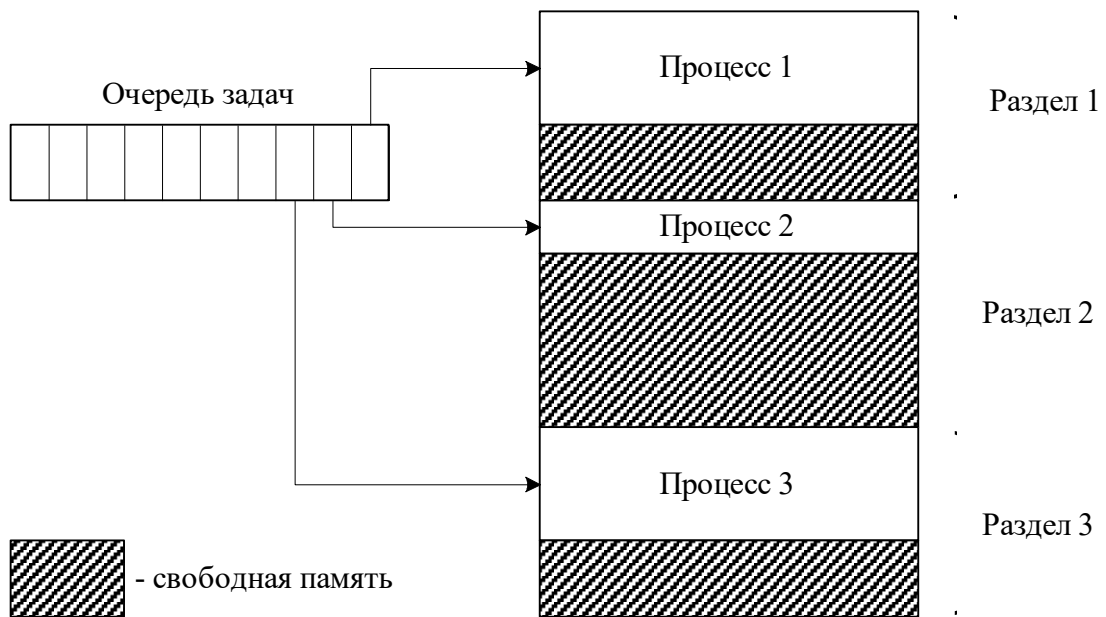 Процесс 1
Очередь задач
Раздел 1
Процесс 2
Раздел 2
Процесс 3
Раздел 3
- свободная память